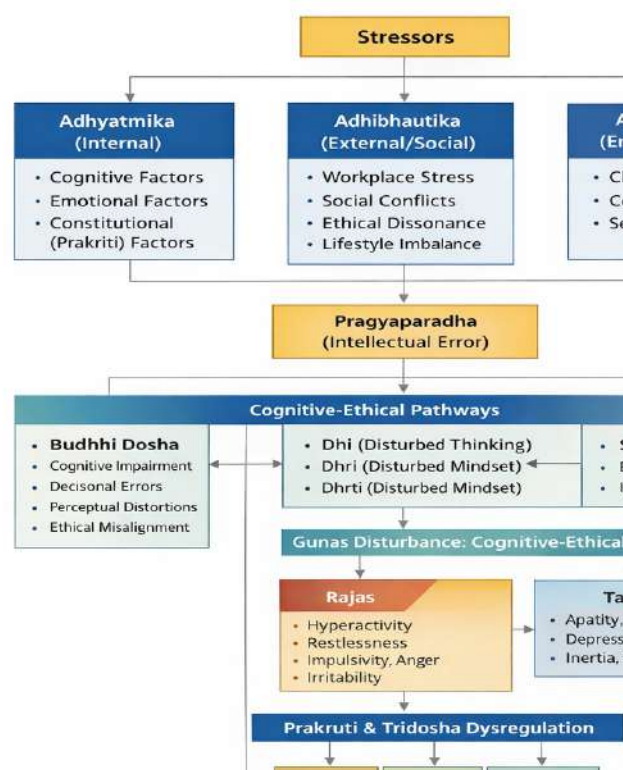 Stressors
Adhyatmika
(Internal)
• Cognitive Factors
• Emotional Factors
• Constitutional
(Prakriti) Factors
Adhibhautika
(External/Social)
• Workplace Stress
• Social Conflicts
• Ethical Dissonance
• Lifestyle Imbalance
Pragyaparadha
(Intellectual Error)
Cognitive-Ethical Pathways
• Budhhi Dosha
• Cognitive Impairment
• Decisonal Errors
• Perceptual Distortions
• Ethical Misalignment
• Dhi (Disturbed Thinking)
• Dhri (Disturbed Mindset)
• Dhrti (Disturbed Mindset)
Gunas Disturbance: Cognitive-Ethical
Rajas
• Hyperactivity
• Restlessness
• Impulsivity, Anger
• Irritability
• Apatity,
• Inertia,
Prakruti & Tridosha Dysregulation